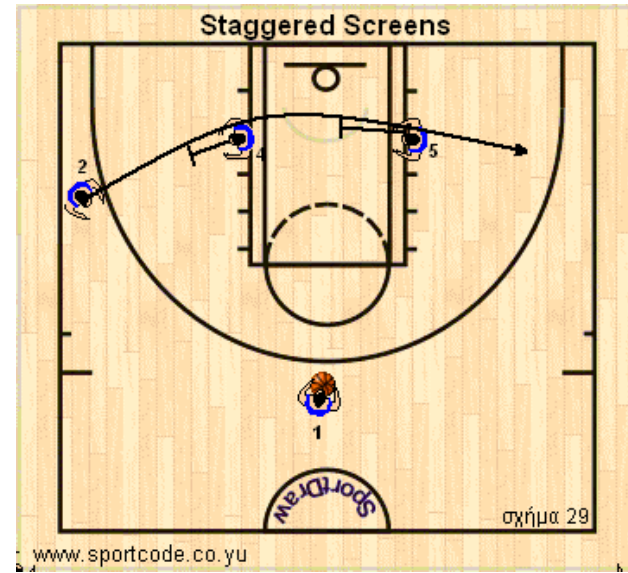 Staggered Screens
2
4
5
1
SportDraw
σχήμα 29
www.sportcode.co.yu